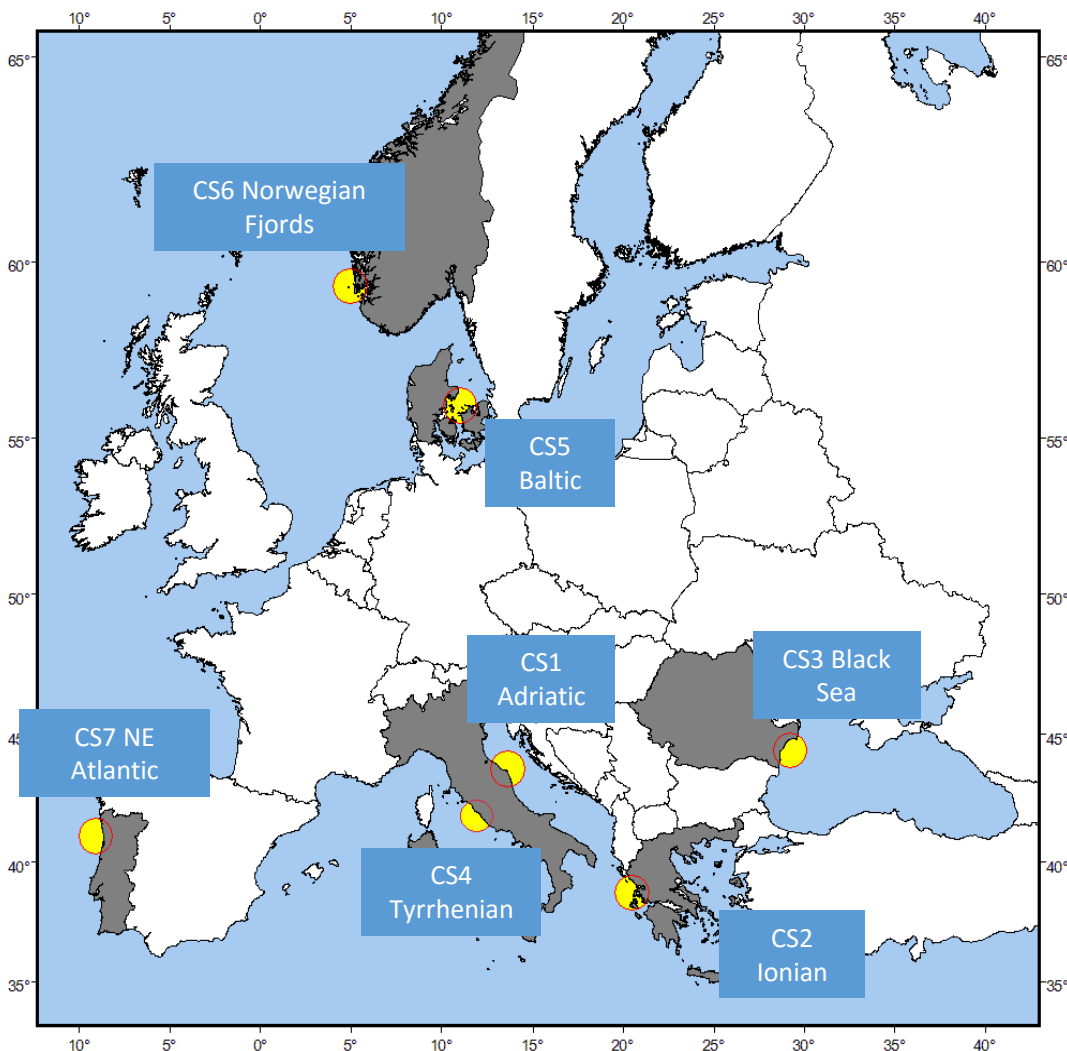 10° 5° 0° 5° 10° 15° 20° 25° 30° 40°
65° 65°
CS6 Norwegian
Fjords
60° 60°
55° 55°
CS5
Baltic
50° 50°
CS1
Adriatic
CS3 Black
Sea
45° 45°
CS7 NE
Atlantic
40° 40°
CS4
Tyrrhenian
CS2
Ionian
35° 35°
10° 5° 0° 5° 10° 15° 20° 25° 30° 40°